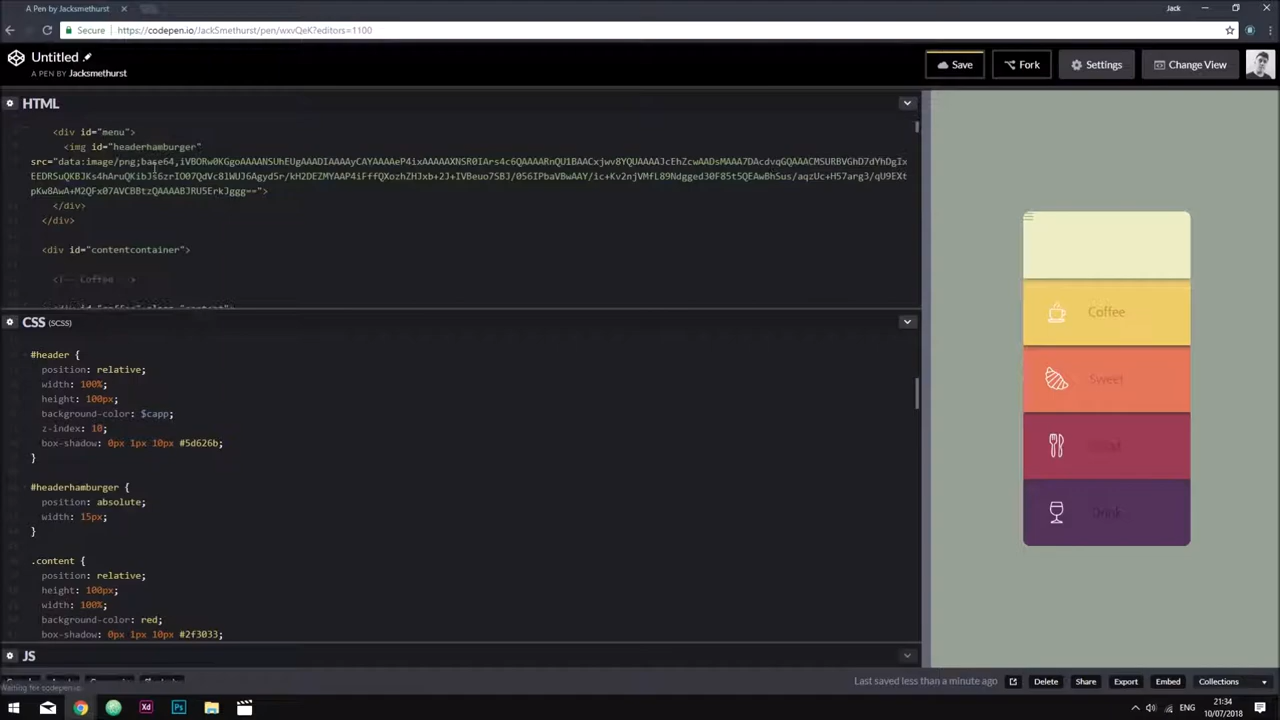 A Pen by Jacksmethurst
Jack
Secure
https://codepen.io/JackSmethurst/pen/wxvQeK?editors=1100
Untitled
A PEN BY Jacksmethurst
Save
Fork
Settings
Change View
HTML
<div id="menu">
<img id="headerhamburger"
<div id="contentcontainer">
<!-- Coffee -->
</div>
</div>
CSS (SCSS)
#header {
position: relative;
width: 100%;
height: 100px;
background-color: $capp;
z-index: 10;
box-shadow: 0px 1px 10px #5d626b;
}
#headerhamburger {
position: absolute;
width: 15px;
}
.content {
position: relative;
height: 100px;
width: 100%;
background-color: red;
box-shadow: 0px 1px 10px #2f3033;
JS
Coffee
Sweet
Drink
Waiting for codepen.io
Last saved less than a minute ago
Delete
Share
Export
Embed
Collections
ENG
21:34
10/07/2018